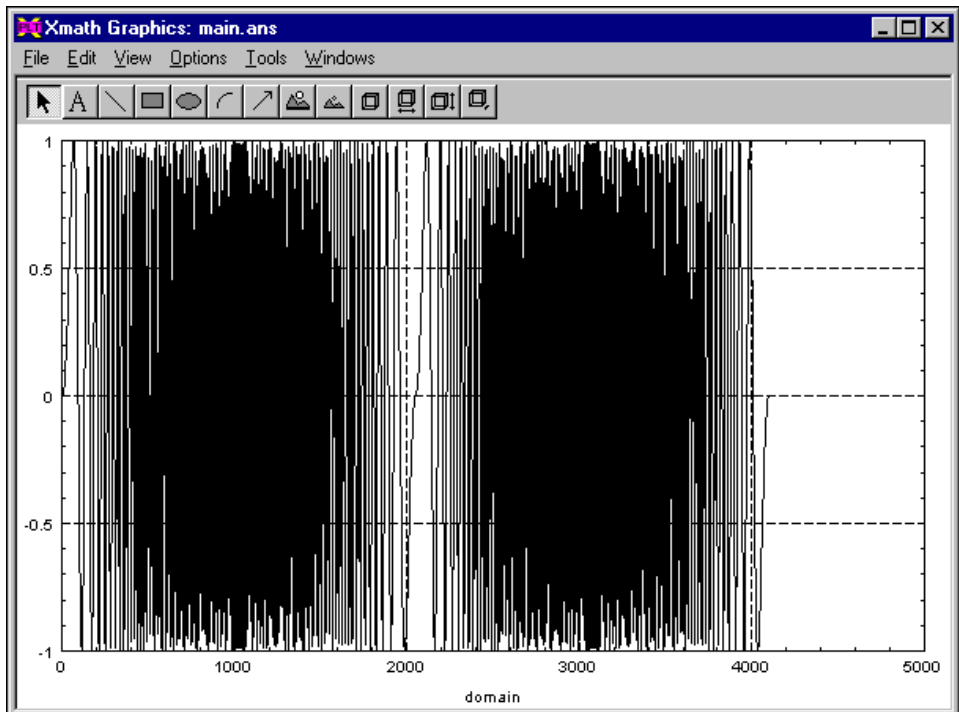 PLT Xmath Graphics: main.ans
File Edit View Options Tools Windows
A
1
0.5
0
-0.5
-1
0 1000 2000 3000 4000 5000
domain